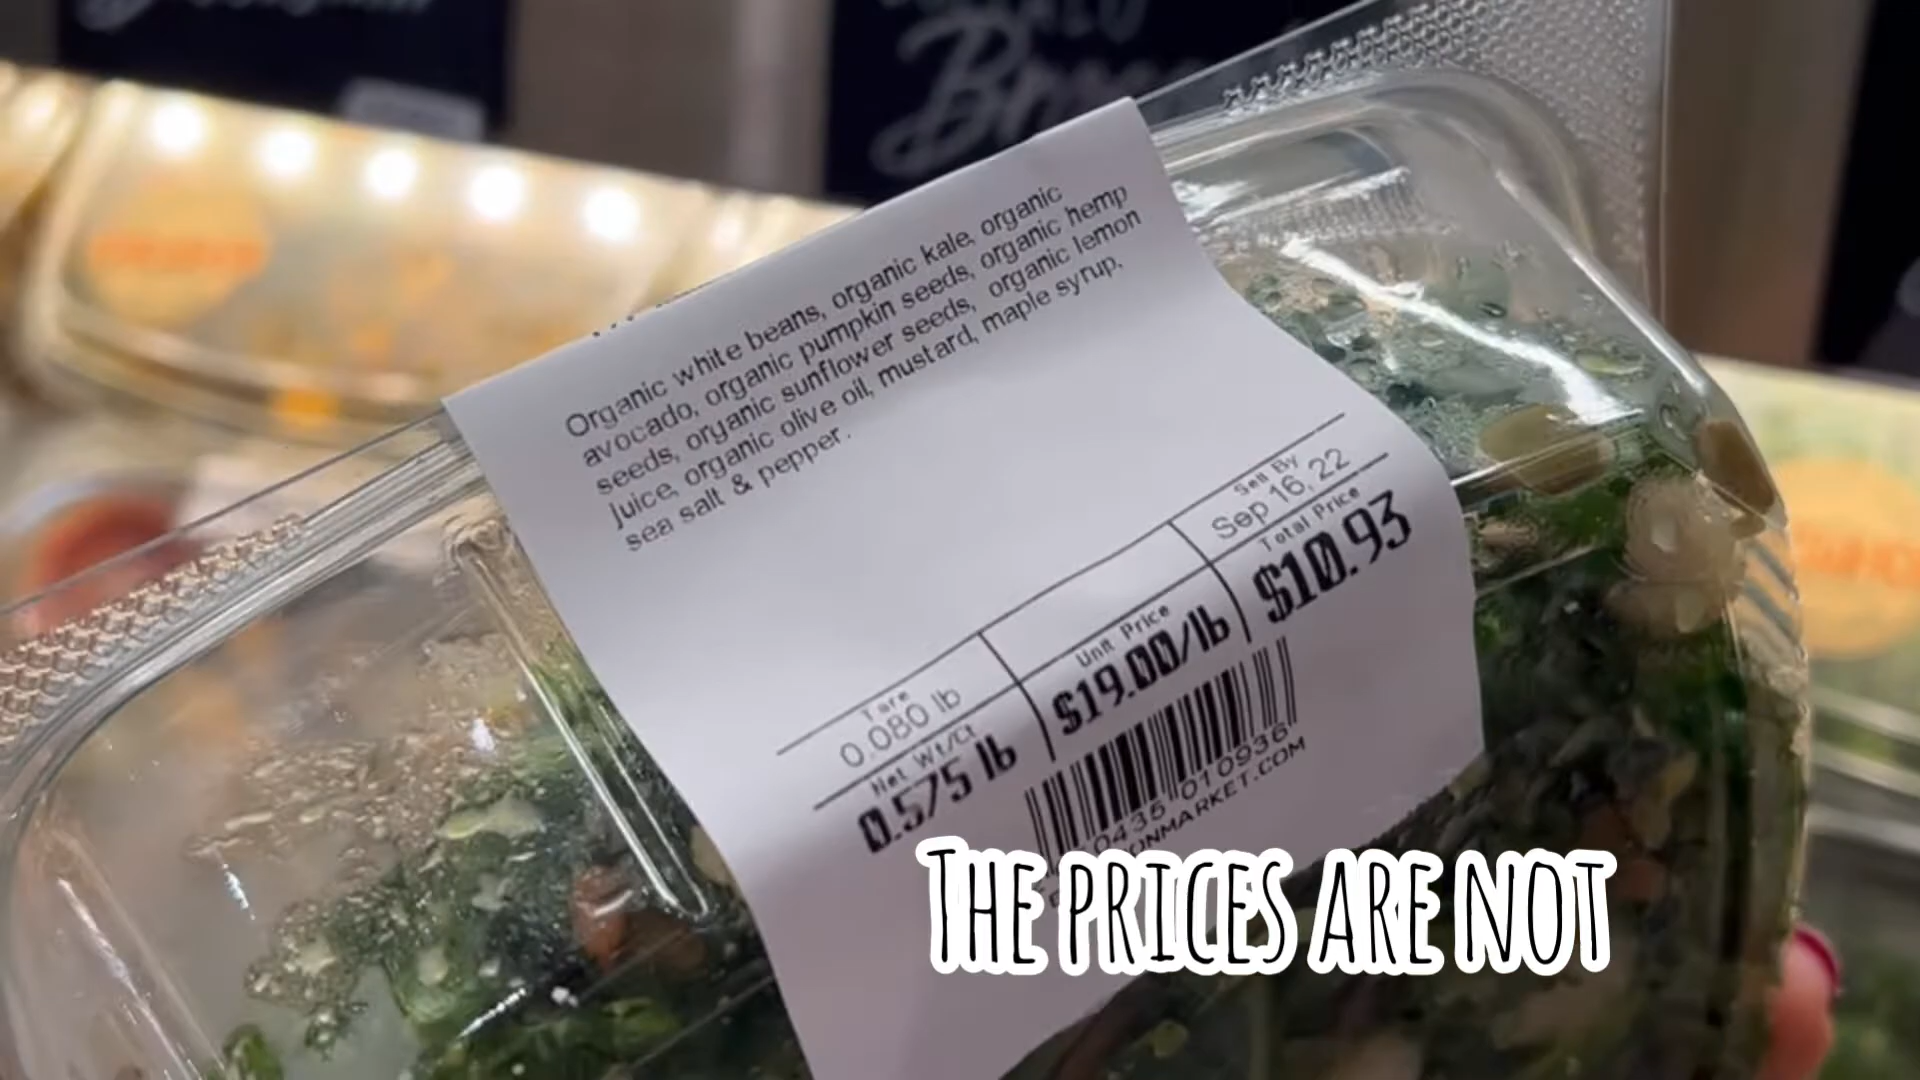 Organic white beans, organic kale, organic
avocado, organic pumpkin seeds, organic hemp
seeds, organic sunflower seeds, organic lemon
juice, organic olive oil, mustard, maple syrup,
sea salt & pepper.
Sell By
Sep 16, 22
Tare
0.080 lb
Unit Price
$19.00/lb
Total Price
$10.93
Net Wt/Ct
0.575 lb
010936
THE PRICES ARE NOT